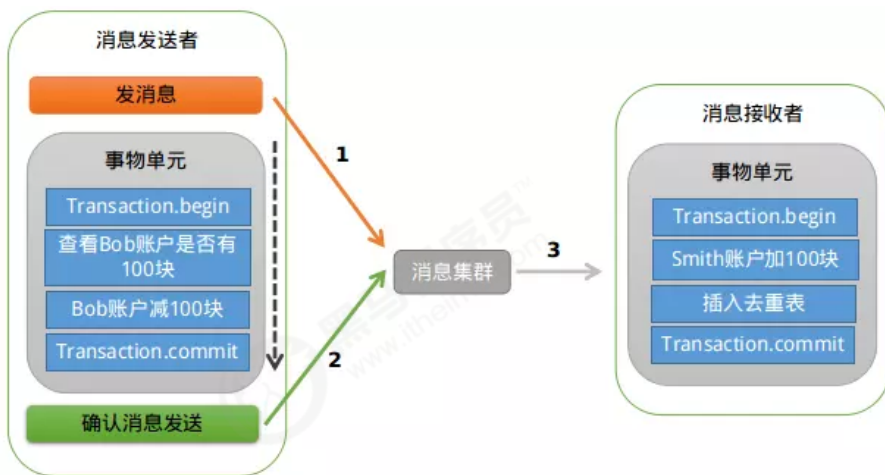 消息发送者
发消息
事物单元
Transaction.begin
查看Bob账户是否有
100块
Bob账户减100块
Transaction.commit
确认消息发送
1
2
消息集群
3
消息接收者
事物单元
Transaction.begin
Smith账户加100块
插入去重表
Transaction.commit